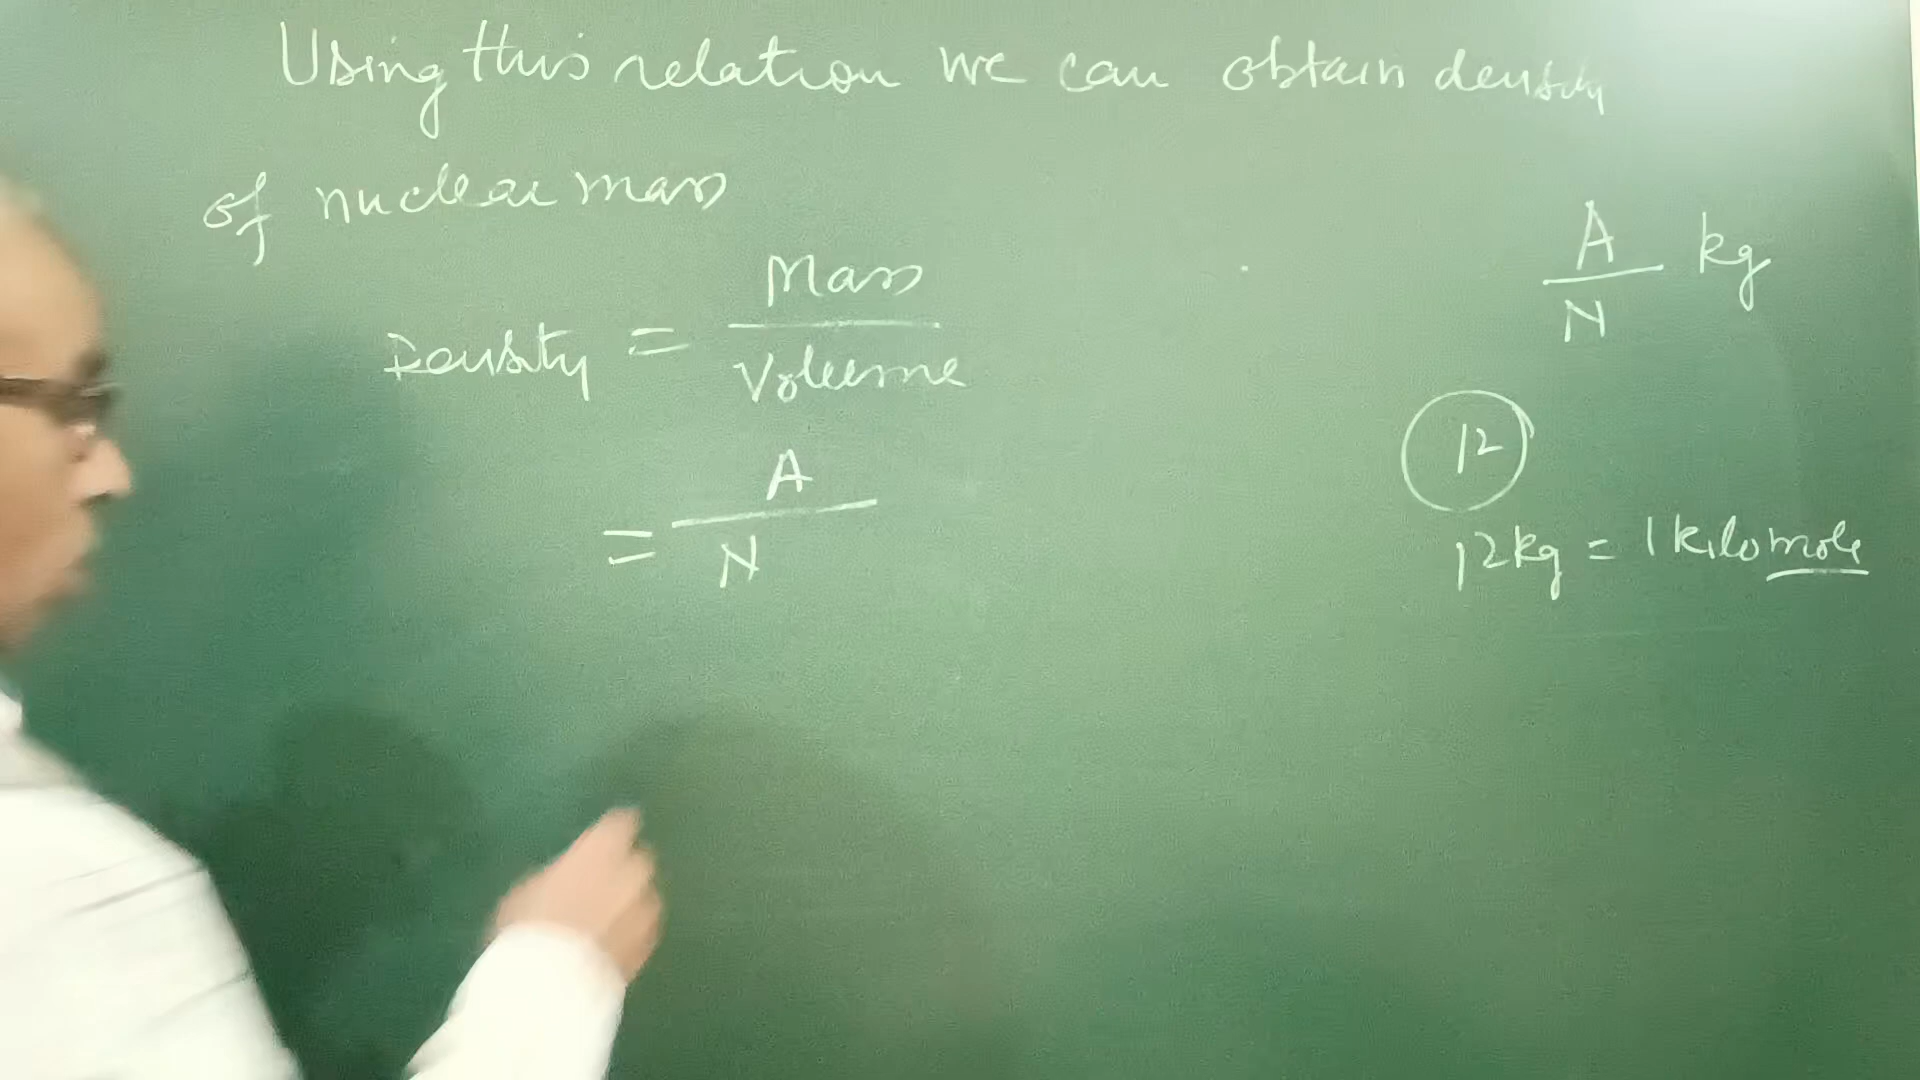 Using this relation we can obtain density
of nuclear mass
Density = Mass / Volume
= A / N
A / N kg
12
12kg = 1 kilomole